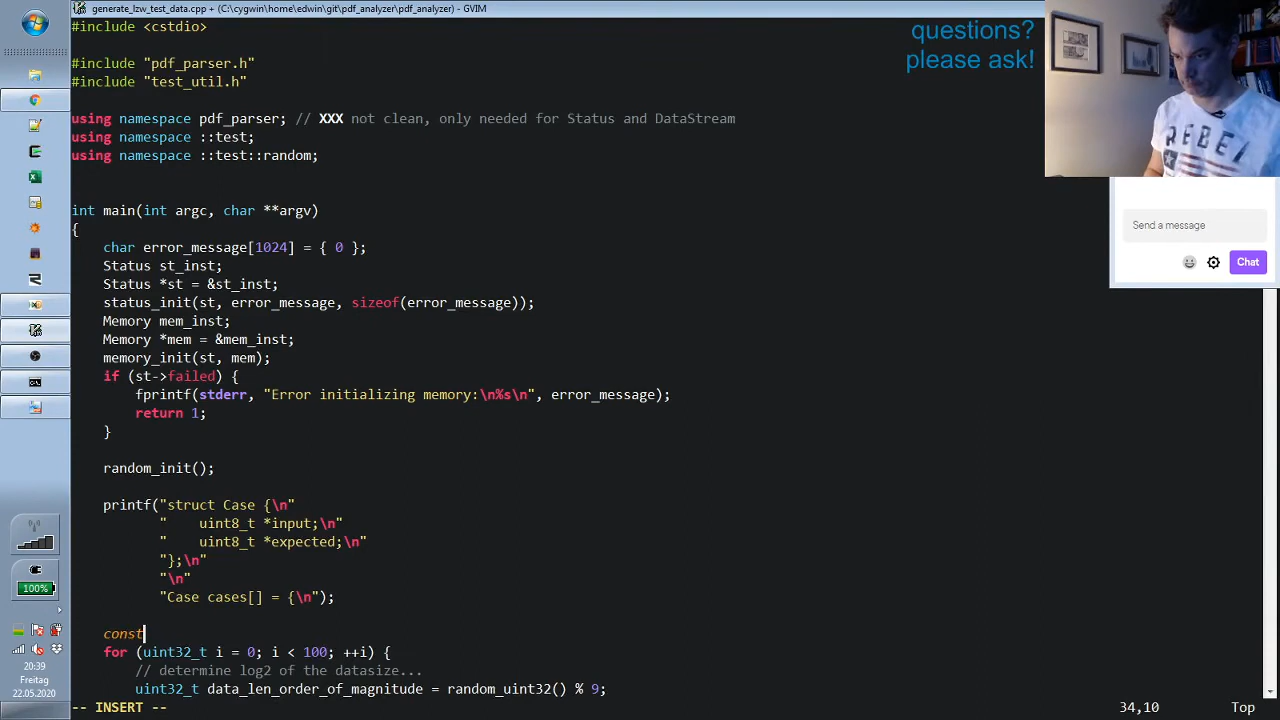 generate_lzw_test_data.cpp + (C:\cygwin\home\edwin\git\pdf_analyzer\pdf_analyzer) - GVIM
#include <cstdio>
#include "pdf_parser.h"
#include "test_util.h"
using namespace pdf_parser; // XXX not clean, only needed for Status and DataStream
using namespace ::test;
using namespace ::test::random;
int main(int argc, char **argv)
{
    char error_message[1024] = { 0 };
    Status st_inst;
    Status *st = &st_inst;
    status_init(st, error_message, sizeof(error_message));
    Memory mem_inst;
    Memory *mem = &mem_inst;
    memory_init(st, mem);
    if (st->failed) {
        fprintf(stderr, "Error initializing memory:\n%s\n", error_message);
        return 1;
    }
    random_init();
    printf("struct Case {\n"
           "    uint8_t *input;\n"
           "    uint8_t *expected;\n"
           "};\n"
           "\n"
           "Case cases[] = {\n");
    const
    for (uint32_t i = 0; i < 100; ++i) {
        // determine log2 of the datasize...
        uint32_t data_len_order_of_magnitude = random_uint32() % 9;
-- INSERT --
34,10
Top
questions?
please ask!
REBEL
Send a message
Chat
100%
20:39
Freitag
22.05.2020